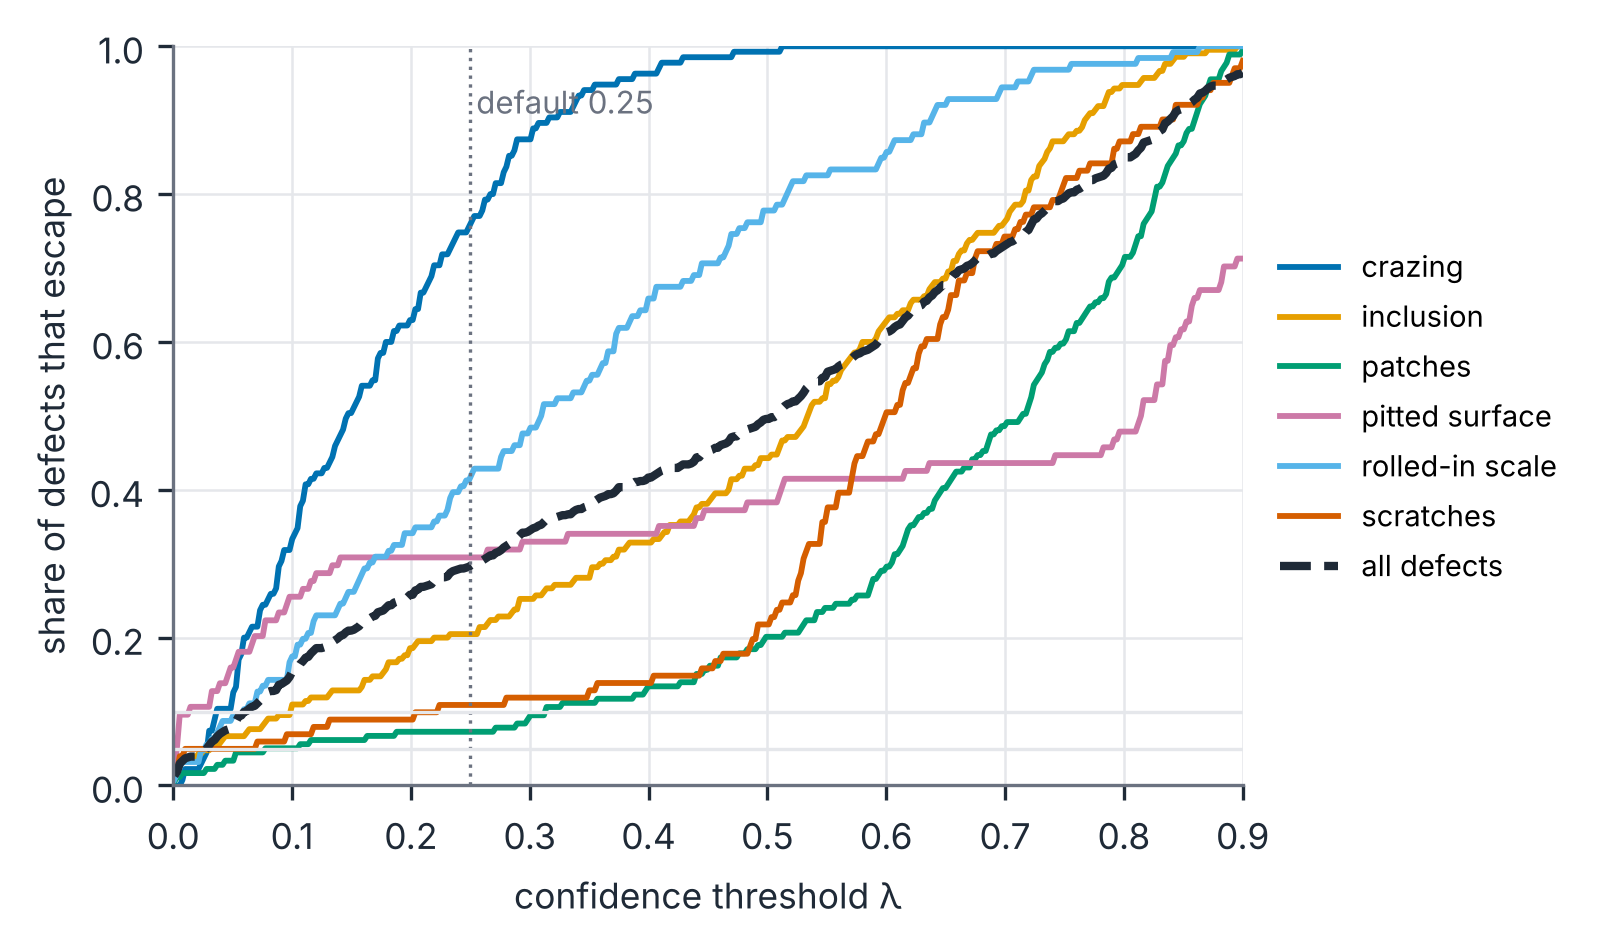 share of defects that escape
1.0
0.8
0.6
0.4
0.2
0.0
default 0.25
0.0 0.1 0.2 0.3 0.4 0.5 0.6 0.7 0.8 0.9
confidence threshold λ
crazing
inclusion
patches
pitted surface
rolled-in scale
scratches
all defects